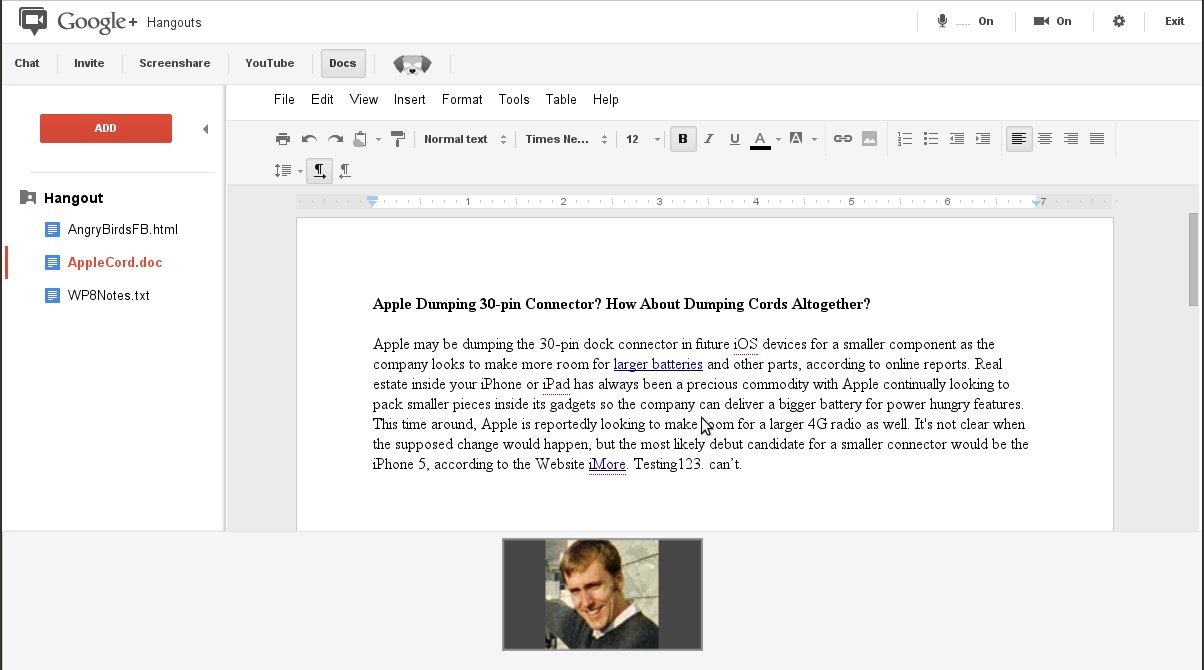 Google+ Hangouts
On
On
Exit
Chat Invite Screenshare YouTube Docs
File Edit View Insert Format Tools Table Help
ADD
Normal text Times Ne... 12 B I U A A
Hangout
AngryBirdsFB.html
AppleCord.doc
WP8Notes.txt
1 2 3 4 5 6 7
Apple Dumping 30-pin Connector? How About Dumping Cords Altogether?
Apple may be dumping the 30-pin dock connector in future iOS devices for a smaller component as the
company looks to make more room for larger batteries and other parts, according to online reports. Real
estate inside your iPhone or iPad has always been a precious commodity with Apple continually looking to
pack smaller pieces inside its gadgets so the company can deliver a bigger battery for power hungry features.
This time around, Apple is reportedly looking to make room for a larger 4G radio as well. It's not clear when
the supposed change would happen, but the most likely debut candidate for a smaller connector would be the
iPhone 5, according to the Website iMore. Testing123. can’t.